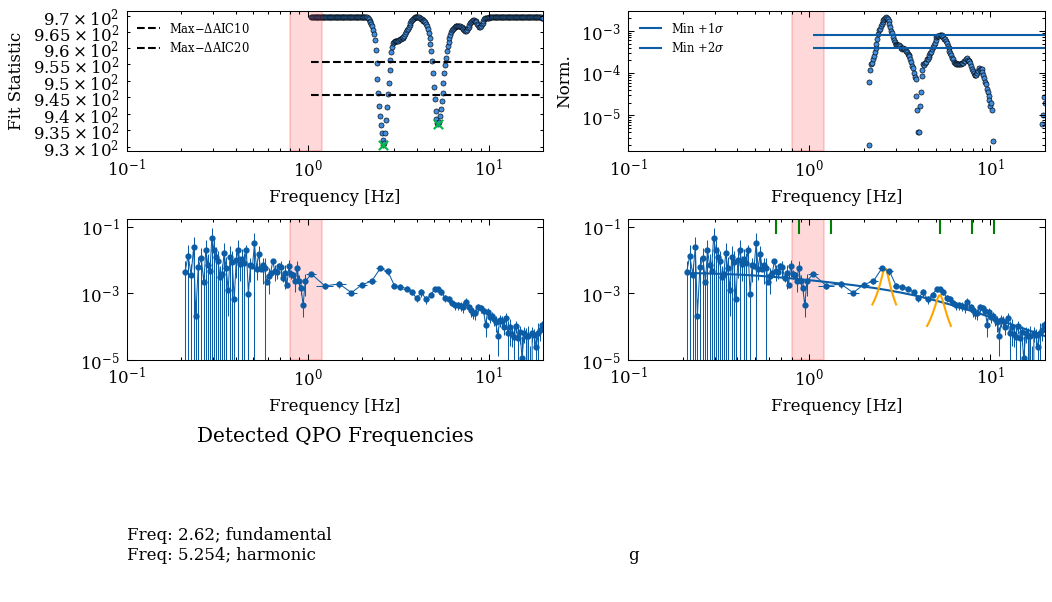 9.7 × 10²
9.65 × 10²
9.6 × 10²
9.55 × 10²
9.5 × 10²
9.45 × 10²
9.4 × 10²
9.35 × 10²
9.3 × 10²
Fit Statistic
Max−ΔAIC10
Max−ΔAIC20
10⁻¹ 10⁰ 10¹
Frequency [Hz]
10⁻³
10⁻⁴
10⁻⁵
Norm.
Min +1σ
Min +2σ
10⁻¹ 10⁰ 10¹
Frequency [Hz]
10⁻¹
10⁻³
10⁻⁵
10⁻¹ 10⁰ 10¹
Frequency [Hz]
10⁻¹
10⁻³
10⁻⁵
10⁻¹ 10⁰ 10¹
Frequency [Hz]
Detected QPO Frequencies
Freq: 2.62; fundamental
Freq: 5.254; harmonic
g